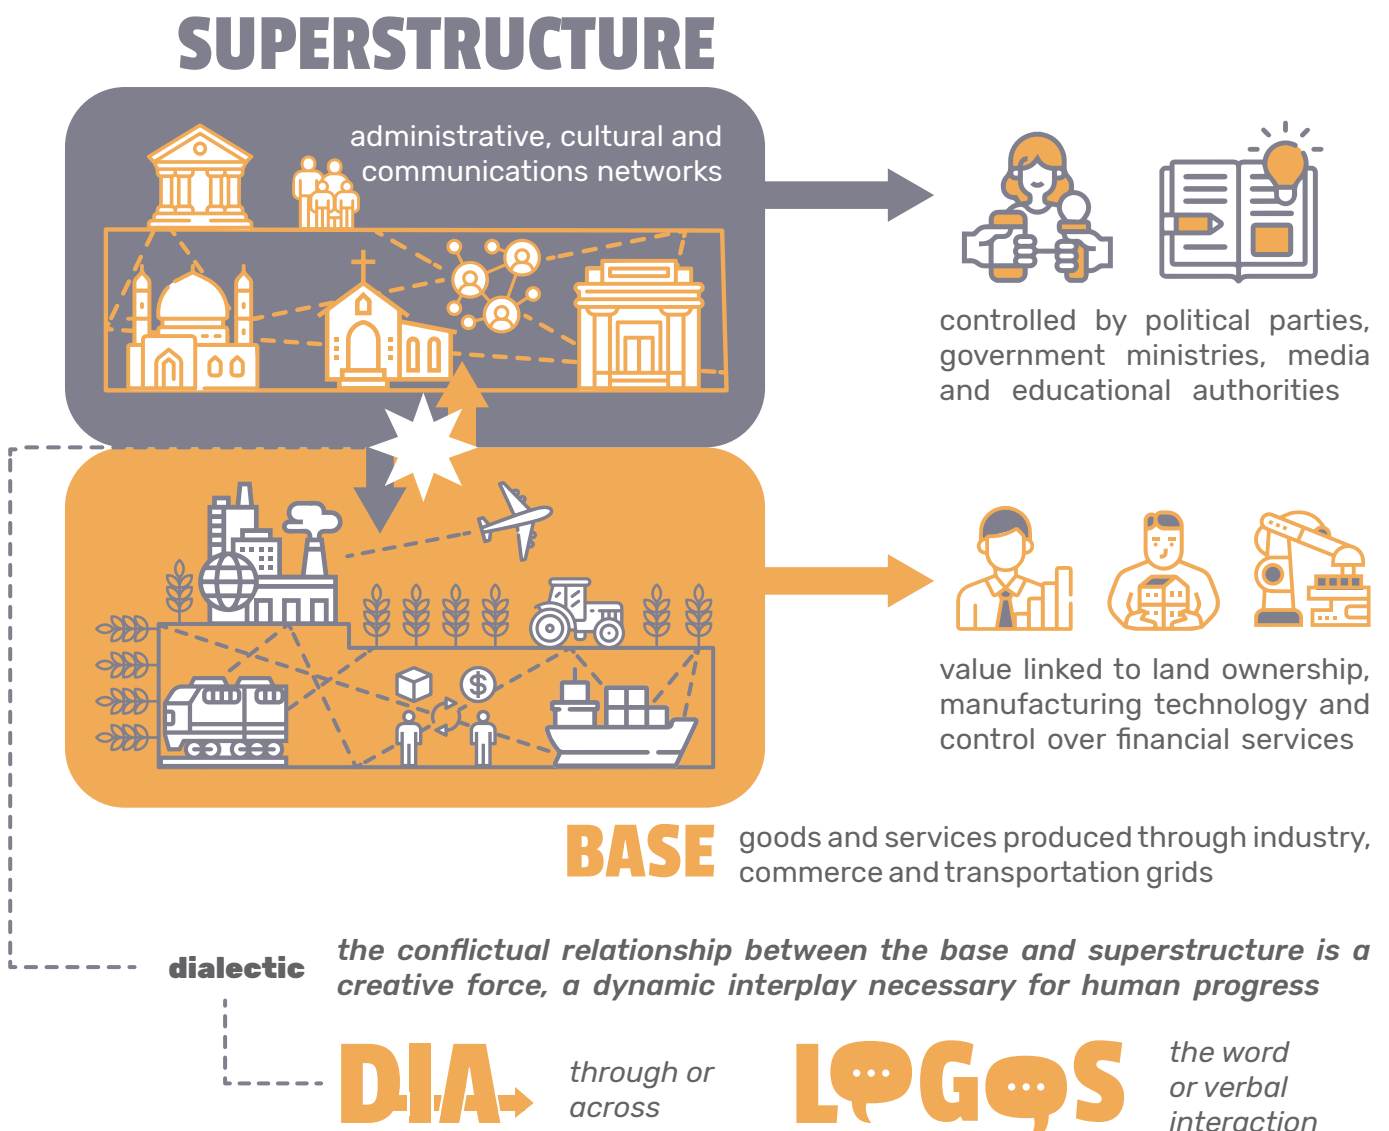 SUPERSTRUCTURE
administrative, cultural and
communications networks
controlled by political parties,
government ministries, media
and educational authorities
$
value linked to land ownership,
manufacturing technology and
control over financial services
BASE
goods and services produced through industry,
commerce and transportation grids
dialectic
the conflictual relationship between the base and superstructure is a
creative force, a dynamic interplay necessary for human progress
DIA
through or
across
LOGOS
the word
or verbal
interaction